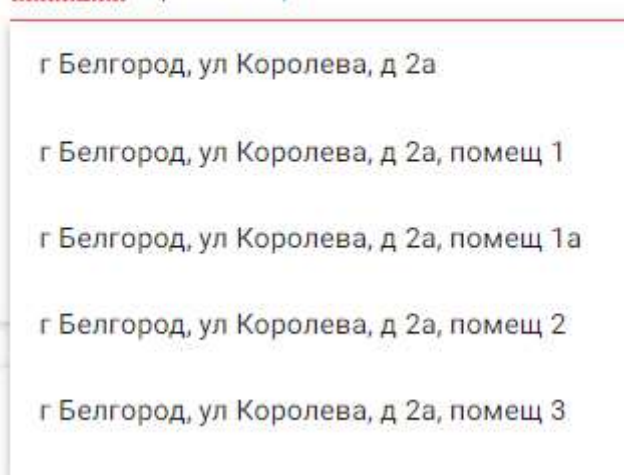 г Белгород, ул Королева, д 2а
г Белгород, ул Королева, д 2а, помещ 1
г Белгород, ул Королева, д 2а, помещ 1а
г Белгород, ул Королева, д 2а, помещ 2
г Белгород, ул Королева, д 2а, помещ 3